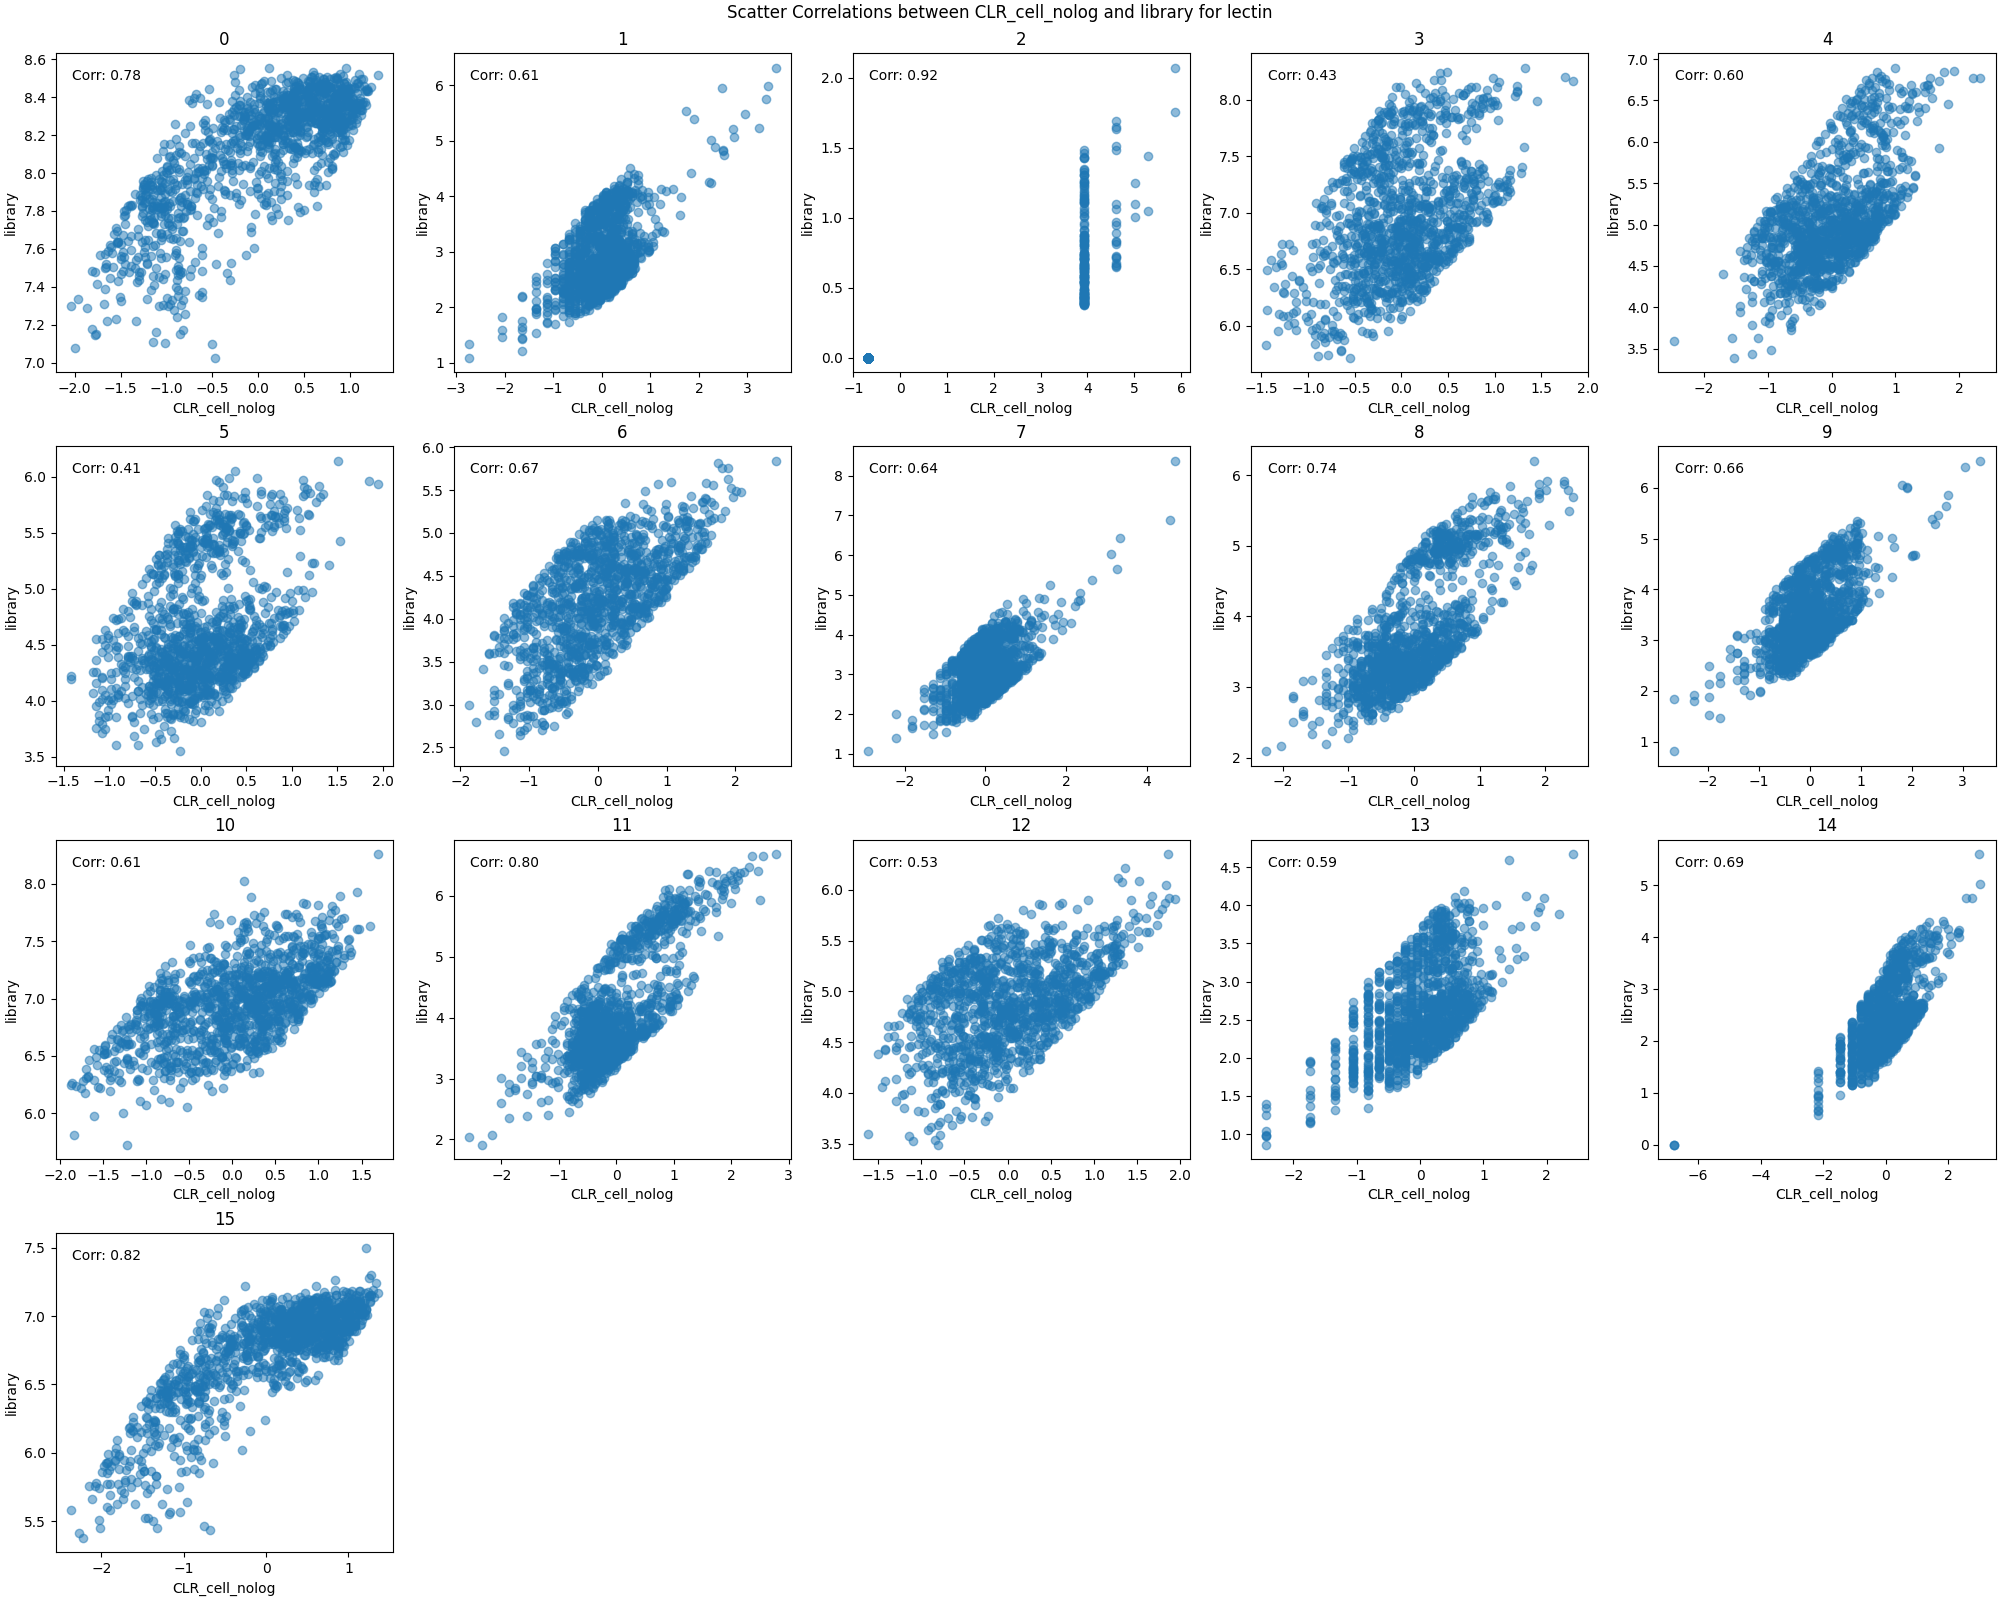 Scatter Correlations between CLR_cell_nolog and library for lectin
0
Corr: 0.78
library
8.6
8.4
8.2
8.0
7.8
7.6
7.4
7.2
7.0
−2.0 −1.5 −1.0 −0.5 0.0 0.5 1.0
CLR_cell_nolog
1
Corr: 0.61
library
6
5
4
3
2
1
−3 −2 −1 0 1 2 3
CLR_cell_nolog
2
Corr: 0.92
library
2.0
1.5
1.0
0.5
0.0
−1 0 1 2 3 4 5 6
CLR_cell_nolog
3
Corr: 0.43
library
8.0
7.5
7.0
6.5
6.0
−1.5 −1.0 −0.5 0.0 0.5 1.0 1.5 2.0
CLR_cell_nolog
4
Corr: 0.60
library
7.0
6.5
6.0
5.5
5.0
4.5
4.0
3.5
−2 −1 0 1 2
CLR_cell_nolog
5
Corr: 0.41
library
6.0
5.5
5.0
4.5
4.0
3.5
−1.5 −1.0 −0.5 0.0 0.5 1.0 1.5 2.0
CLR_cell_nolog
6
Corr: 0.67
library
6.0
5.5
5.0
4.5
4.0
3.5
3.0
2.5
−2 −1 0 1 2
CLR_cell_nolog
7
Corr: 0.64
library
8
7
6
5
4
3
2
1
−2 0 2 4
CLR_cell_nolog
8
Corr: 0.74
library
6
5
4
3
2
−2 −1 0 1 2
CLR_cell_nolog
9
Corr: 0.66
library
6
5
4
3
2
1
−2 −1 0 1 2 3
CLR_cell_nolog
10
Corr: 0.61
library
8.0
7.5
7.0
6.5
6.0
−2.0 −1.5 −1.0 −0.5 0.0 0.5 1.0 1.5
CLR_cell_nolog
11
Corr: 0.80
library
6
5
4
3
2
−2 −1 0 1 2 3
CLR_cell_nolog
12
Corr: 0.53
library
6.0
5.5
5.0
4.5
4.0
3.5
−1.5 −1.0 −0.5 0.0 0.5 1.0 1.5 2.0
CLR_cell_nolog
13
Corr: 0.59
library
4.5
4.0
3.5
3.0
2.5
2.0
1.5
1.0
−2 −1 0 1 2
CLR_cell_nolog
14
Corr: 0.69
library
5
4
3
2
1
0
−6 −4 −2 0 2
CLR_cell_nolog
15
Corr: 0.82
library
7.5
7.0
6.5
6.0
5.5
−2 −1 0 1
CLR_cell_nolog